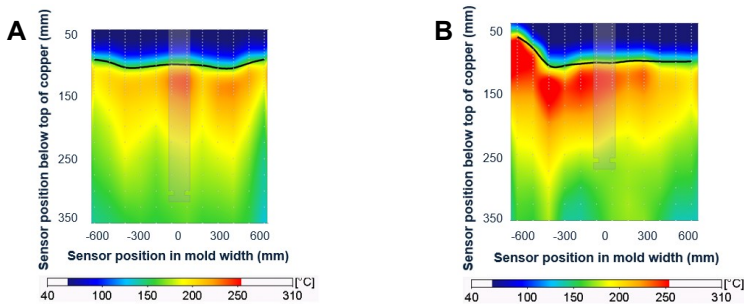 A
Sensor position below top of copper (mm)
50
150
250
350
-600 -300 0 300 600
Sensor position in mold width (mm)
[°C]
40 100 150 200 250 310
B
Sensor position below top of copper (mm)
50
150
250
350
-600 -300 0 300 600
Sensor position in mold width (mm)
[°C]
40 100 150 200 250 310